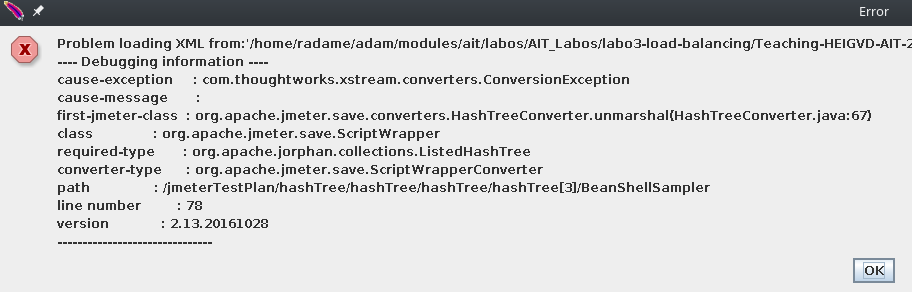 Error
Problem loading XML from:'/home/radame/adam/modules/ait/labos/AIT_Labos/labo3-load-balancing/Teaching-HEIGVD-AIT-2
---- Debugging information ----
cause-exception : com.thoughtworks.xstream.converters.ConversionException
cause-message :
first-jmeter-class : org.apache.jmeter.save.converters.HashTreeConverter.unmarshal(HashTreeConverter.java:67)
class : org.apache.jmeter.save.ScriptWrapper
required-type : org.apache.jorphan.collections.ListedHashTree
converter-type : org.apache.jmeter.save.ScriptWrapperConverter
path : /jmeterTestPlan/hashTree/hashTree/hashTree/hashTree[3]/BeanShellSampler
line number : 78
version : 2.13.20161028
-------------------------------
OK